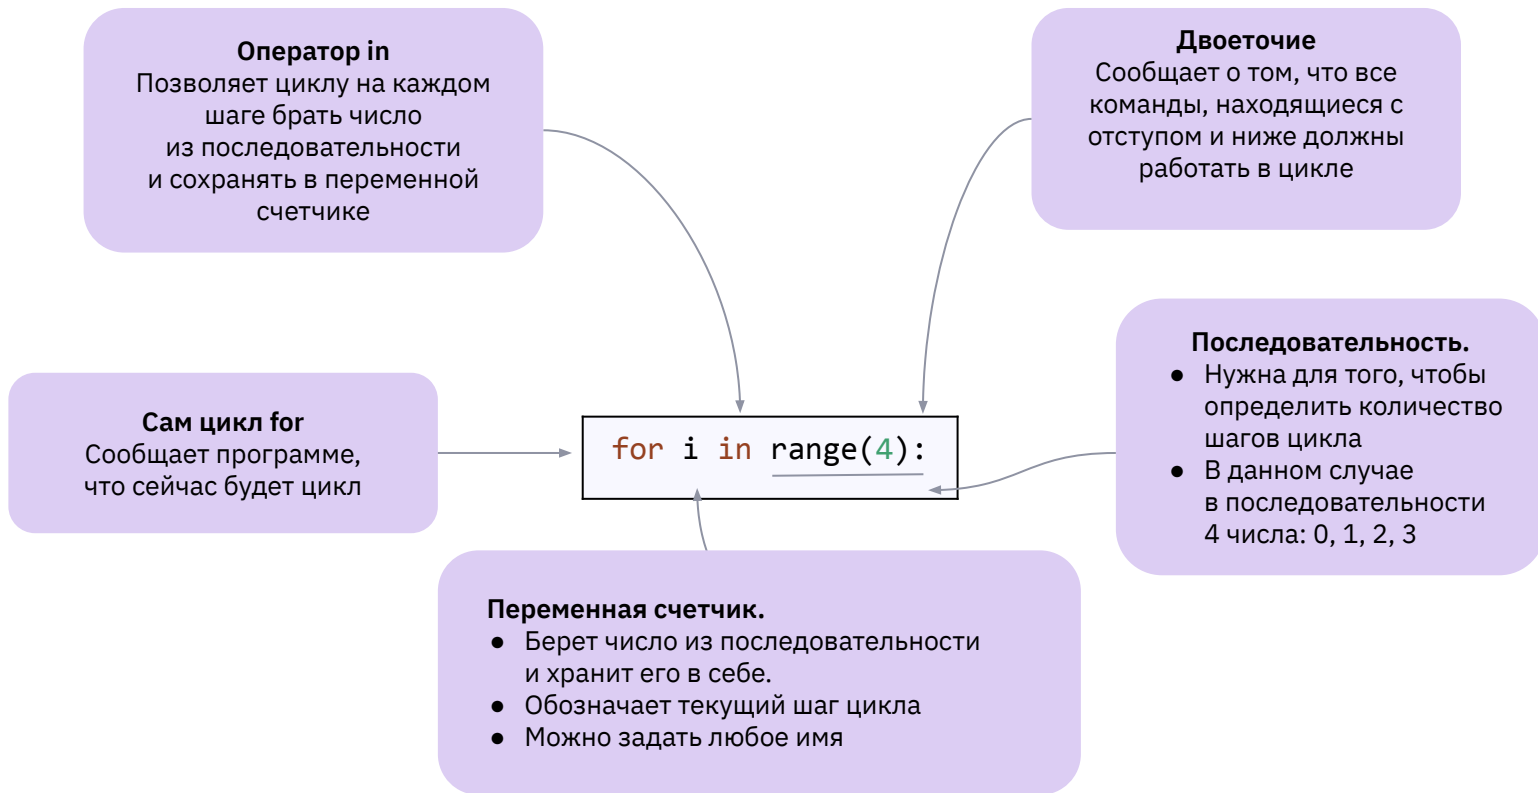 Оператор in
Позволяет циклу на каждом
шаге брать число
из последовательности
и сохранять в переменной
счетчике
Двоеточие
Сообщает о том, что все
команды, находящиеся с
отступом и ниже должны
работать в цикле
Сам цикл for
Сообщает программе,
что сейчас будет цикл
for i in range(4):
Последовательность.
● Нужна для того, чтобы
определить количество
шагов цикла
● В данном случае
в последовательности
4 числа: 0, 1, 2, 3
Переменная счетчик.
● Берет число из последовательности
и хранит его в себе.
● Обозначает текущий шаг цикла
● Можно задать любое имя